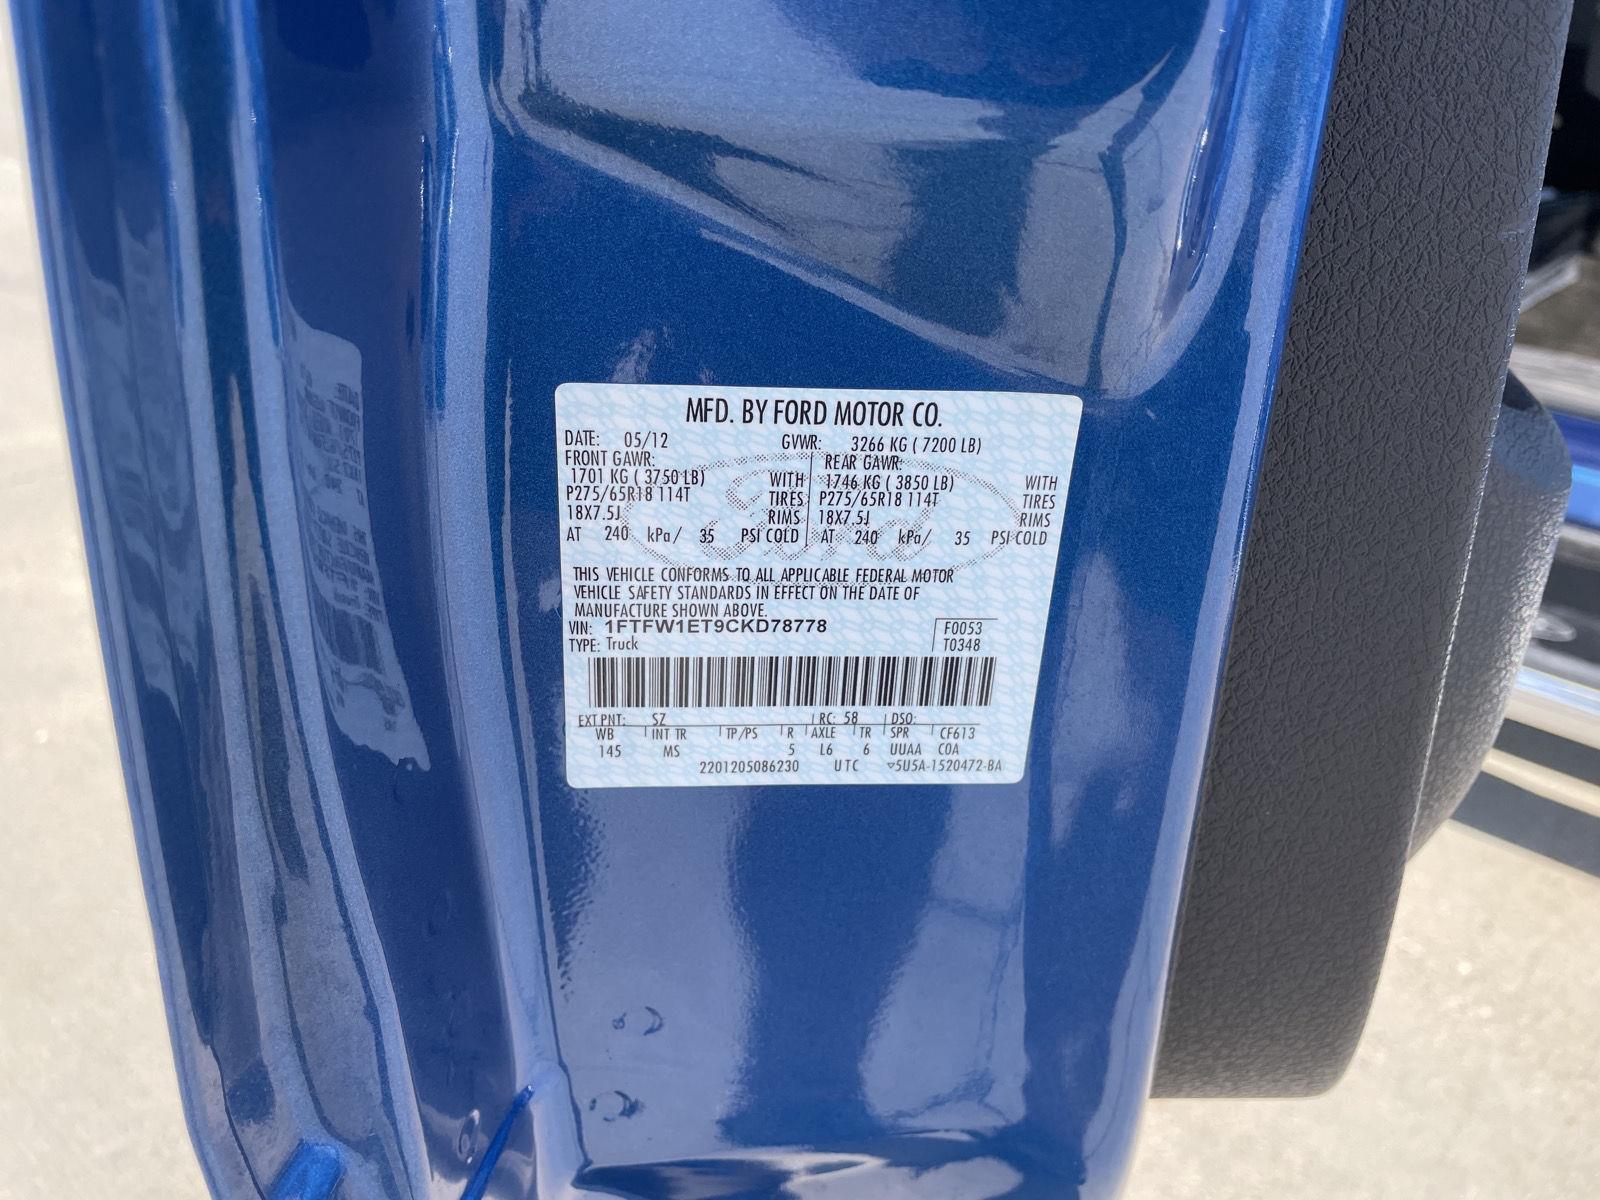 MFD. BY FORD MOTOR CO.
DATE: 05/12 GVWR: 3266 KG ( 7200 LB)
FRONT GAWR: REAR GAWR:
1701 KG ( 3750 LB) WITH 1746 KG ( 3850 LB) WITH
P275/65R18 114T TIRES P275/65R18 114T TIRES
18X7.5J RIMS 18X7.5J RIMS
AT 240 kPa/ 35 PSI COLD AT 240 kPa/ 35 PSI COLD
THIS VEHICLE CONFORMS TO ALL APPLICABLE FEDERAL MOTOR
VEHICLE SAFETY STANDARDS IN EFFECT ON THE DATE OF
MANUFACTURE SHOWN ABOVE.
VIN: 1FTFW1ET9CKD78778 F0053
TYPE: Truck T0348
EXT PNT: SZ RC: 58 DSO:
WB INT TR TP/PS R AXLE TR SPR CF613
145 MS 5 L6 6 UUAA COA
2201205086230 UTC ▽5U5A-1520472-BA